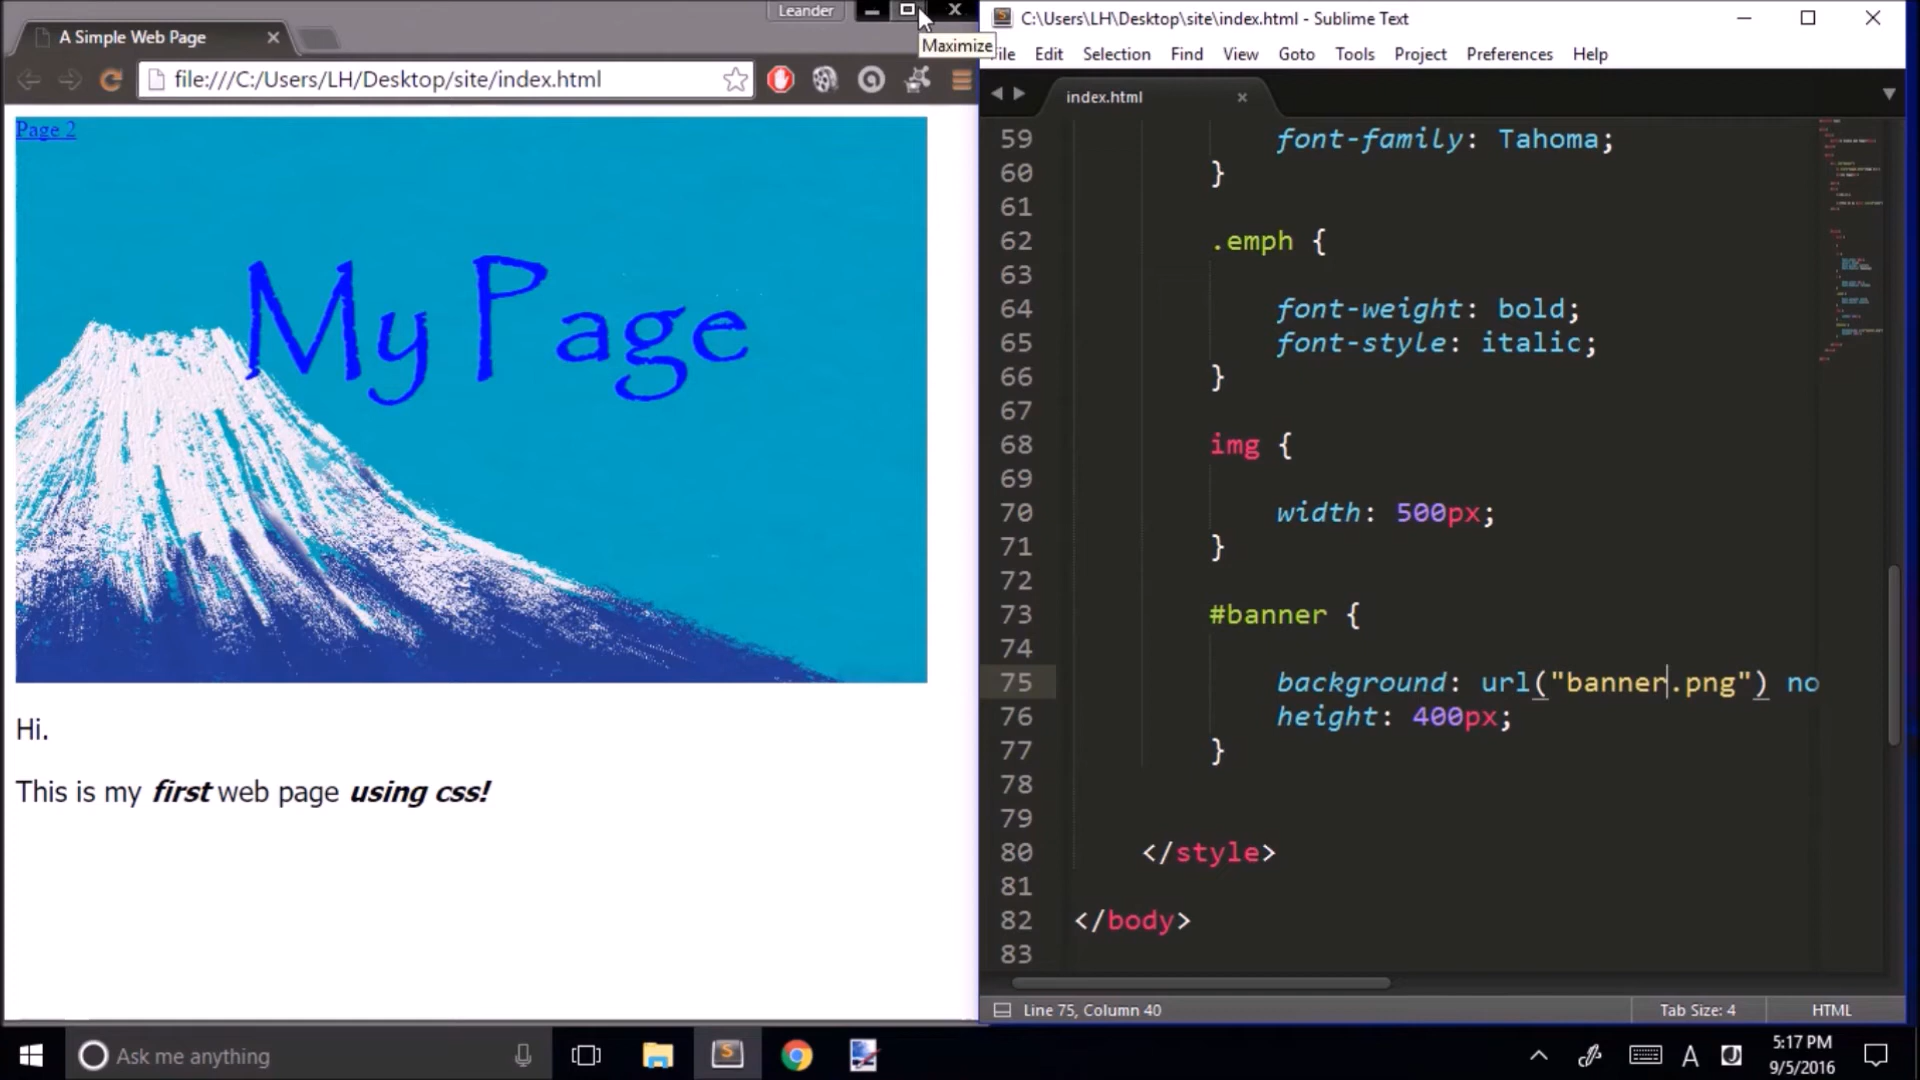 Leander
A Simple Web Page
Maximize
file:///C:/Users/LH/Desktop/site/index.html
Page 2
My Page
Hi.
This is my first web page using css!
C:\Users\LH\Desktop\site\index.html - Sublime Text
File Edit Selection Find View Goto Tools Project Preferences Help
index.html
59 font-family: Tahoma;
60 }
61
62 .emph {
63
64 font-weight: bold;
65 font-style: italic;
66 }
67
68 img {
69
70 width: 500px;
71 }
72
73 #banner {
74
75 background: url("banner.png") no
76 height: 400px;
77 }
78
79
80 </style>
81
82 </body>
83
Line 75, Column 40
Tab Size: 4
HTML
Ask me anything
A
5:17 PM
9/5/2016